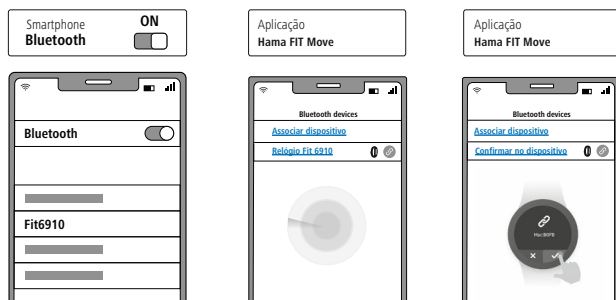 Smartphone
Bluetooth
ON
Bluetooth
Fit6910
Aplicação
Hama FIT Move
Bluetooth devices
Associar dispositivo
Relógio Fit 6910
Aplicação
Hama FIT Move
Bluetooth devices
Associar dispositivo
Confirmar no dispositivo